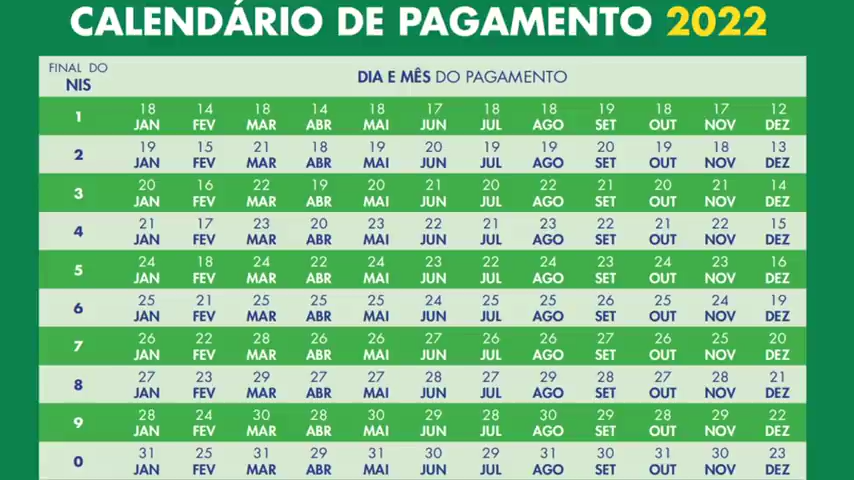 CALENDÁRIO DE PAGAMENTO 2022
FINAL DO NIS DIA E MÊS DO PAGAMENTO
1 18 JAN 14 FEV 18 MAR 14 ABR 18 MAI 17 JUN 18 JUL 18 AGO 19 SET 18 OUT 17 NOV 12 DEZ
2 19 JAN 15 FEV 21 MAR 18 ABR 19 MAI 20 JUN 19 JUL 19 AGO 20 SET 19 OUT 18 NOV 13 DEZ
3 20 JAN 16 FEV 22 MAR 19 ABR 20 MAI 21 JUN 20 JUL 22 AGO 21 SET 20 OUT 21 NOV 14 DEZ
4 21 JAN 17 FEV 23 MAR 20 ABR 23 MAI 22 JUN 21 JUL 23 AGO 22 SET 21 OUT 22 NOV 15 DEZ
5 24 JAN 18 FEV 24 MAR 22 ABR 24 MAI 23 JUN 22 JUL 24 AGO 23 SET 24 OUT 23 NOV 16 DEZ
6 25 JAN 21 FEV 25 MAR 25 ABR 25 MAI 24 JUN 25 JUL 25 AGO 26 SET 25 OUT 24 NOV 19 DEZ
7 26 JAN 22 FEV 28 MAR 26 ABR 26 MAI 27 JUN 26 JUL 26 AGO 27 SET 26 OUT 25 NOV 20 DEZ
8 27 JAN 23 FEV 29 MAR 27 ABR 27 MAI 28 JUN 27 JUL 29 AGO 28 SET 27 OUT 28 NOV 21 DEZ
9 28 JAN 24 FEV 30 MAR 28 ABR 30 MAI 29 JUN 28 JUL 30 AGO 29 SET 28 OUT 29 NOV 22 DEZ
0 31 JAN 25 FEV 31 MAR 29 ABR 31 MAI 30 JUN 29 JUL 31 AGO 30 SET 31 OUT 30 NOV 23 DEZ